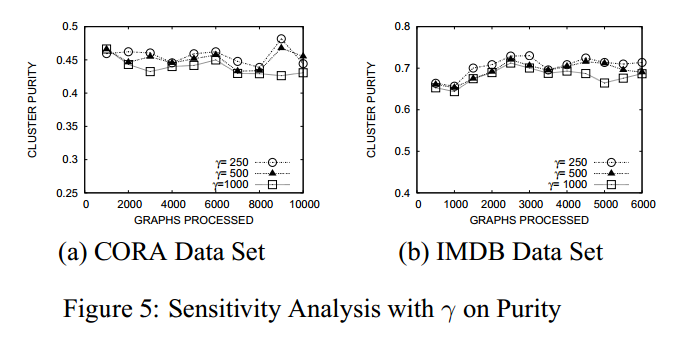 0.5
0.45
0.4
0.35
0.3
0.25
CLUSTER PURITY
γ= 250
γ= 500
γ=1000
0 2000 4000 6000 8000 10000
GRAPHS PROCESSED
(a) CORA Data Set
0.8
0.7
0.6
0.5
0.4
CLUSTER PURITY
γ= 250
γ= 500
γ= 1000
0 1000 2000 3000 4000 5000 6000
GRAPHS PROCESSED
(b) IMDB Data Set
Figure 5: Sensitivity Analysis with γ on Purity